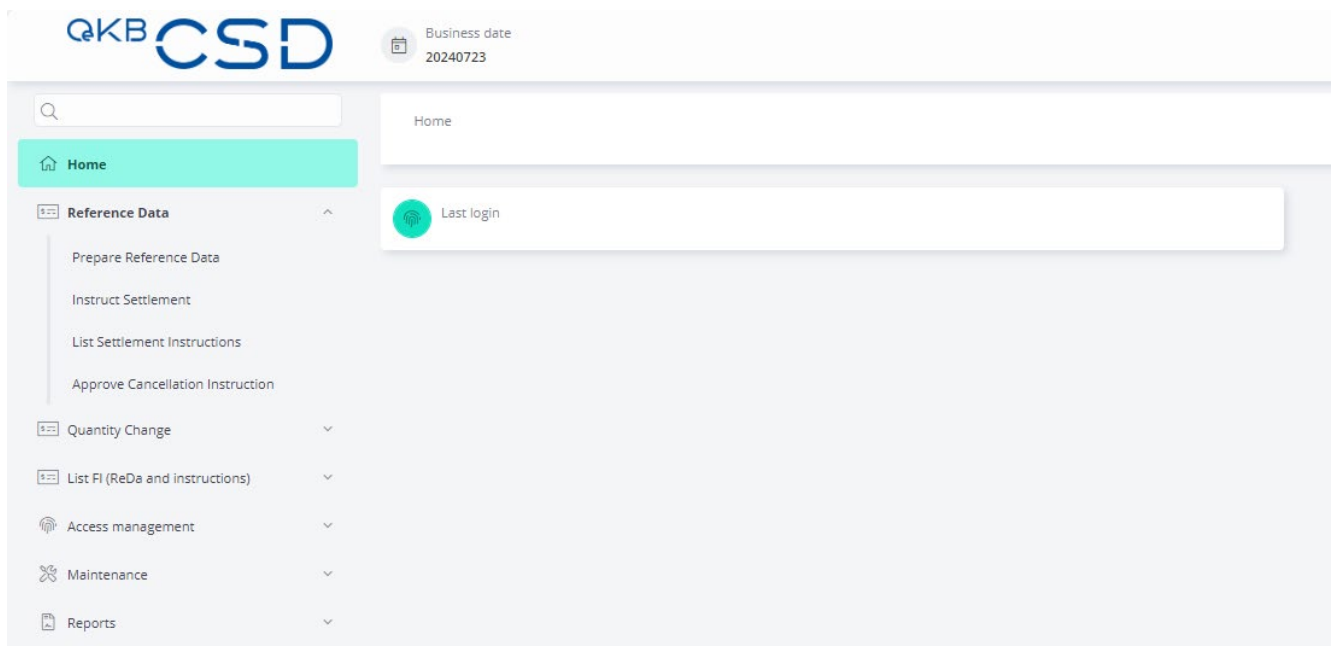 OeKB CSD
Business date
20240723
Home
Home
Reference Data
Last login
Prepare Reference Data
Instruct Settlement
List Settlement Instructions
Approve Cancellation Instruction
Quantity Change
List FI (ReDa and instructions)
Access management
Maintenance
Reports